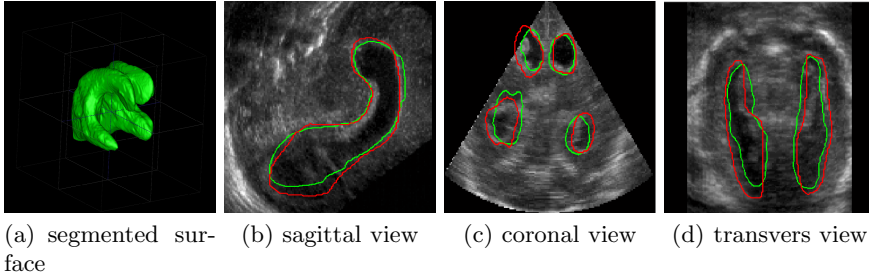 (a) segmented sur-
face
(b) sagittal view
(c) coronal view
(d) transvers view